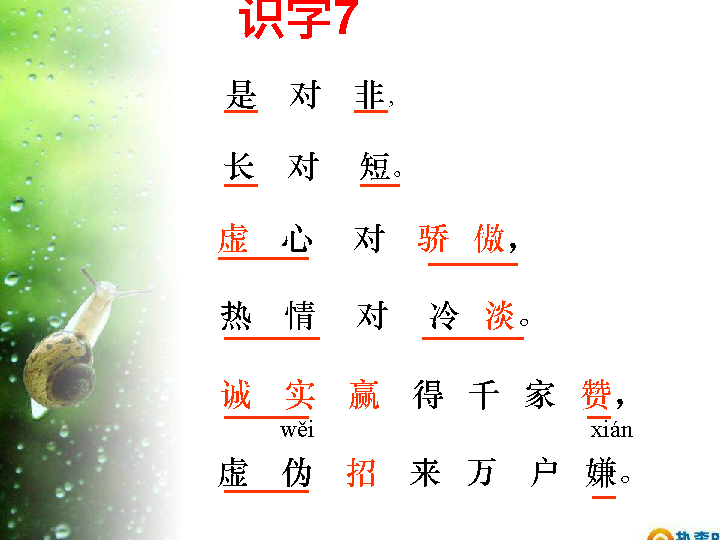 识字7
是 对 非，
长 对 短。
虚 心 对 骄 傲，
热 情 对 冷 淡。
诚 实 赢 得 千 家 赞，
wěi xián
虚 伪 招 来 万 户 嫌。